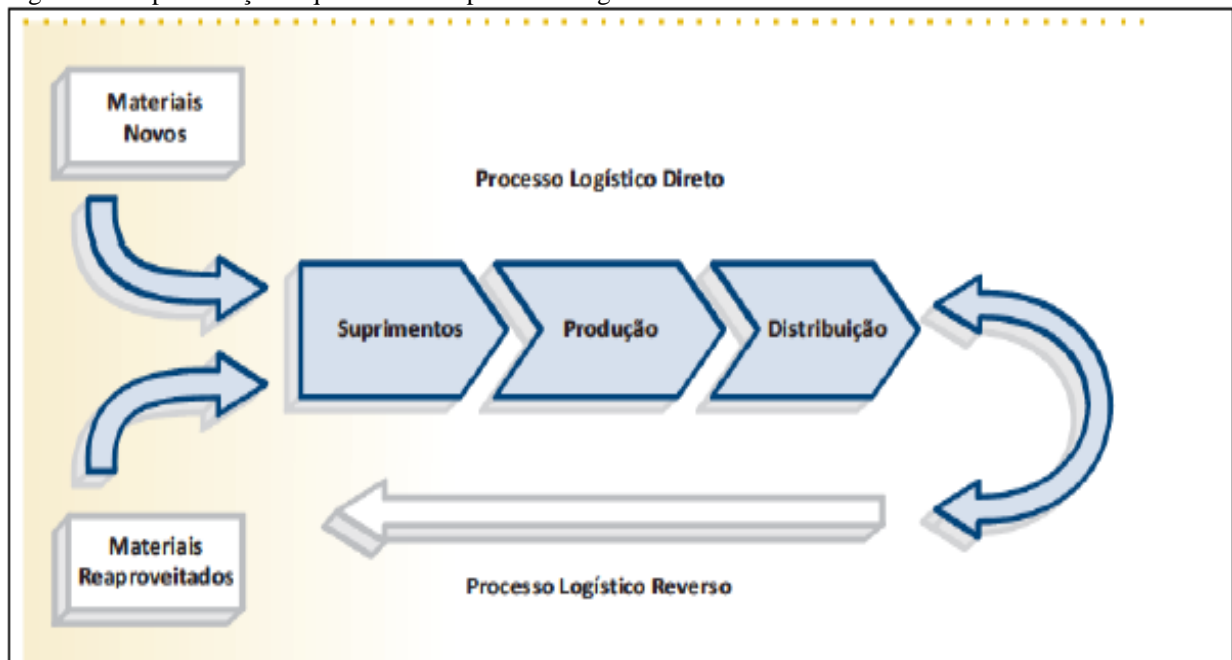 Materiais
Novos
Processo Logístico Direto
Suprimentos
Produção
Distribuição
Materiais
Reaproveitados
Processo Logístico Reverso